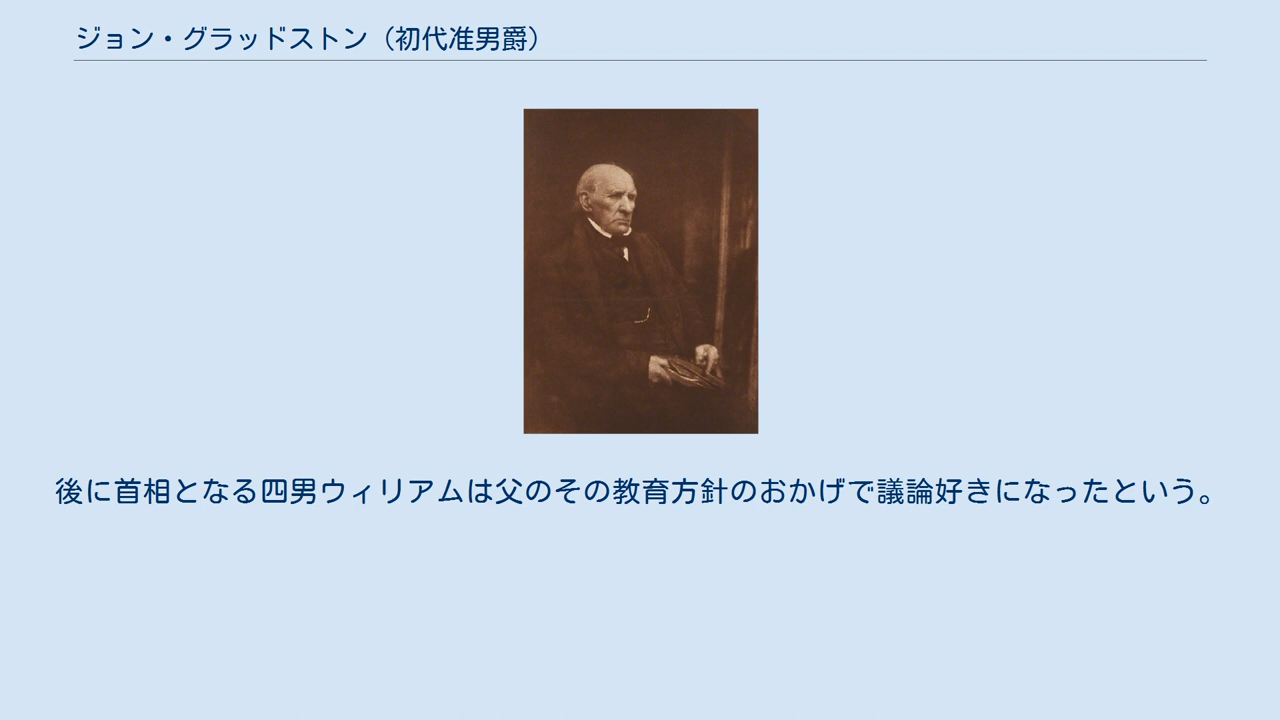 ジョン・グラッドストン（初代准男爵）
後に首相となる四男ウィリアムは父のその教育方針のおかげで議論好きになったという。